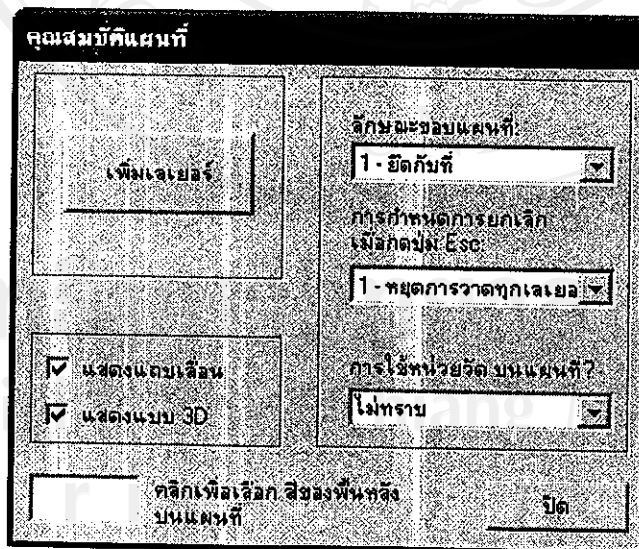 คุณสมบัติแผนที่
เพิ่มเลเยอร์
ลักษณะขอบแผนที่:
1 - ยึดกับที่
การกำหนดการยกเลิก
เมื่อกดปุ่ม Esc:
1 - หยุดการวาดทุกเลเยอ
แสดงแถบเลื่อน
แสดงแบบ 3D
การใช้หน่วยวัด บนแผนที่?
ไม่ทราบ
คลิกเพื่อเลือก สีของพื้นหลัง
บนแผนที่
ปิด